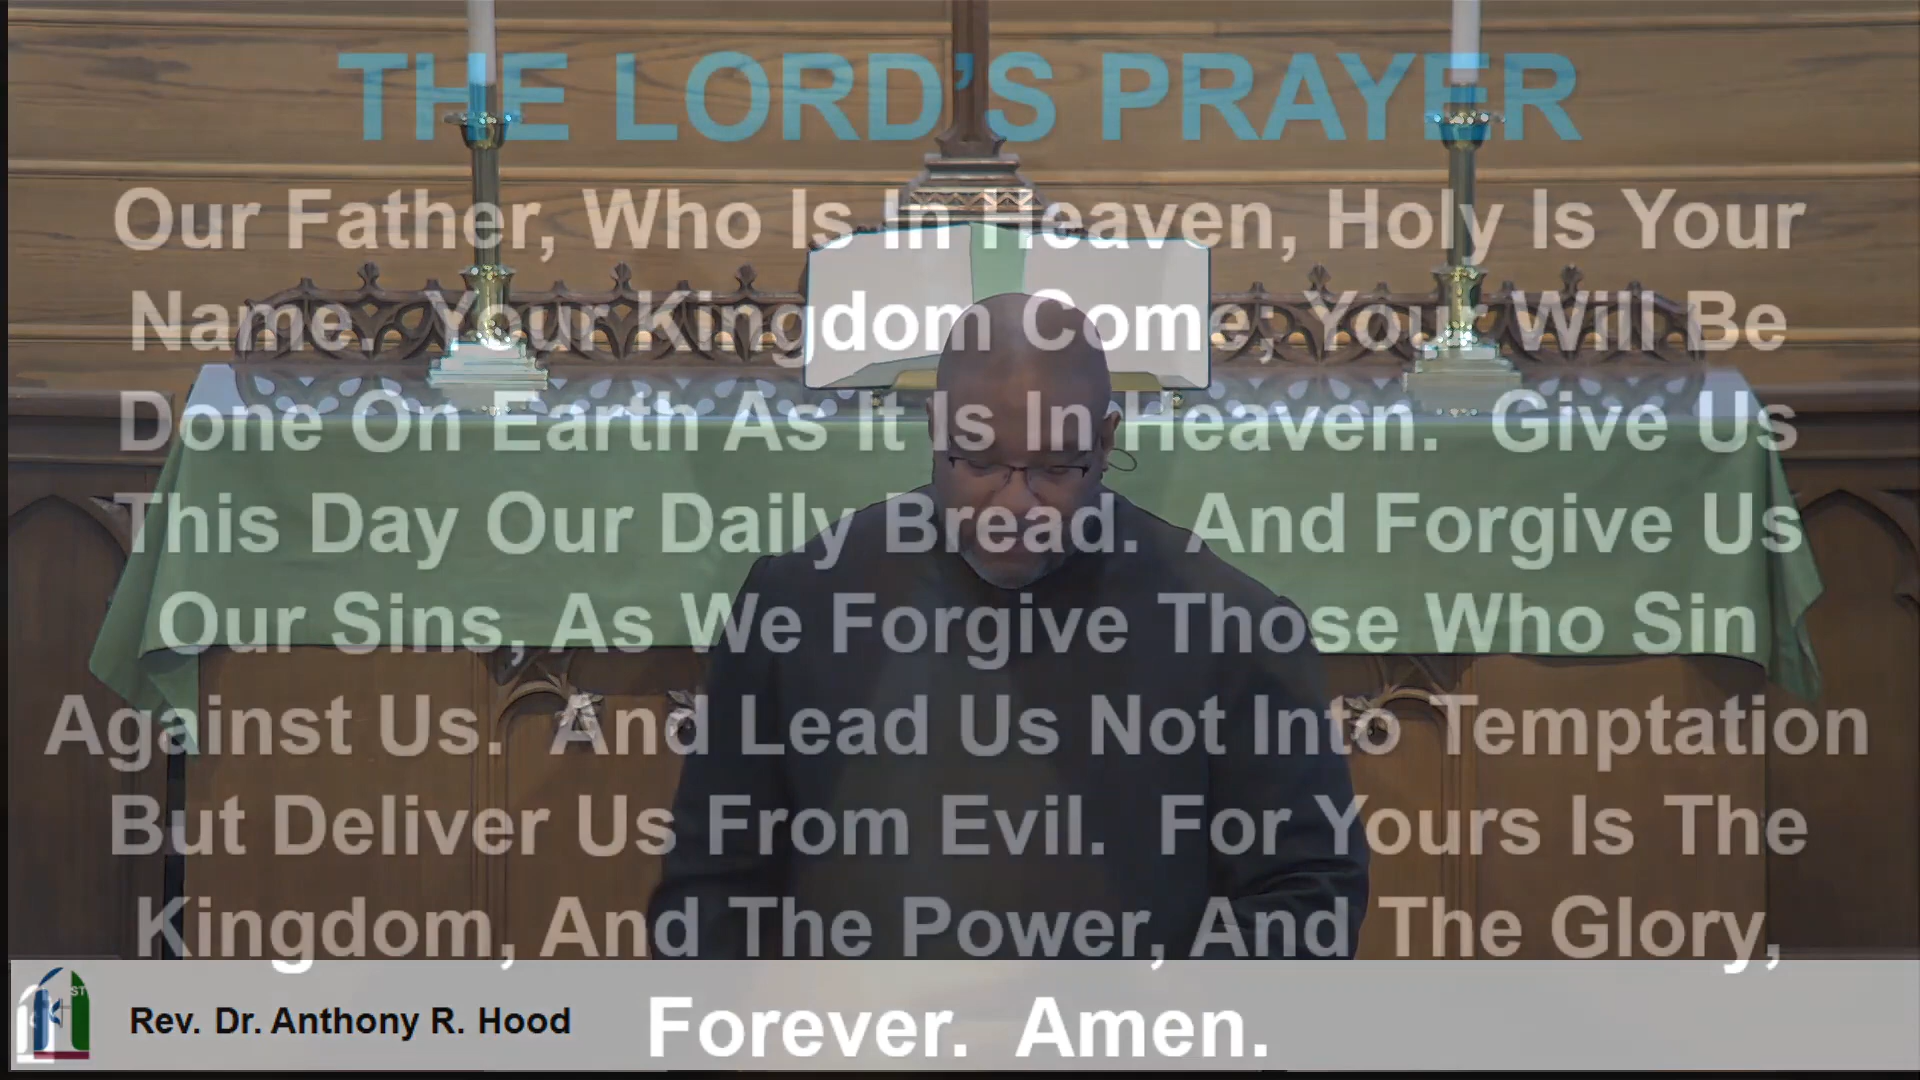 THE LORD'S PRAYER
Our Father, Who Is In Heaven, Holy Is Your
Name.  Your Kingdom Come; Your Will Be
Done On Earth As It Is In Heaven.  Give Us
This Day Our Daily Bread.  And Forgive Us
Our Sins, As We Forgive Those Who Sin
Against Us.  And Lead Us Not Into Temptation
But Deliver Us From Evil.  For Yours Is The
Kingdom, And The Power, And The Glory,
Forever.  Amen.
ST
Rev. Dr. Anthony R. Hood